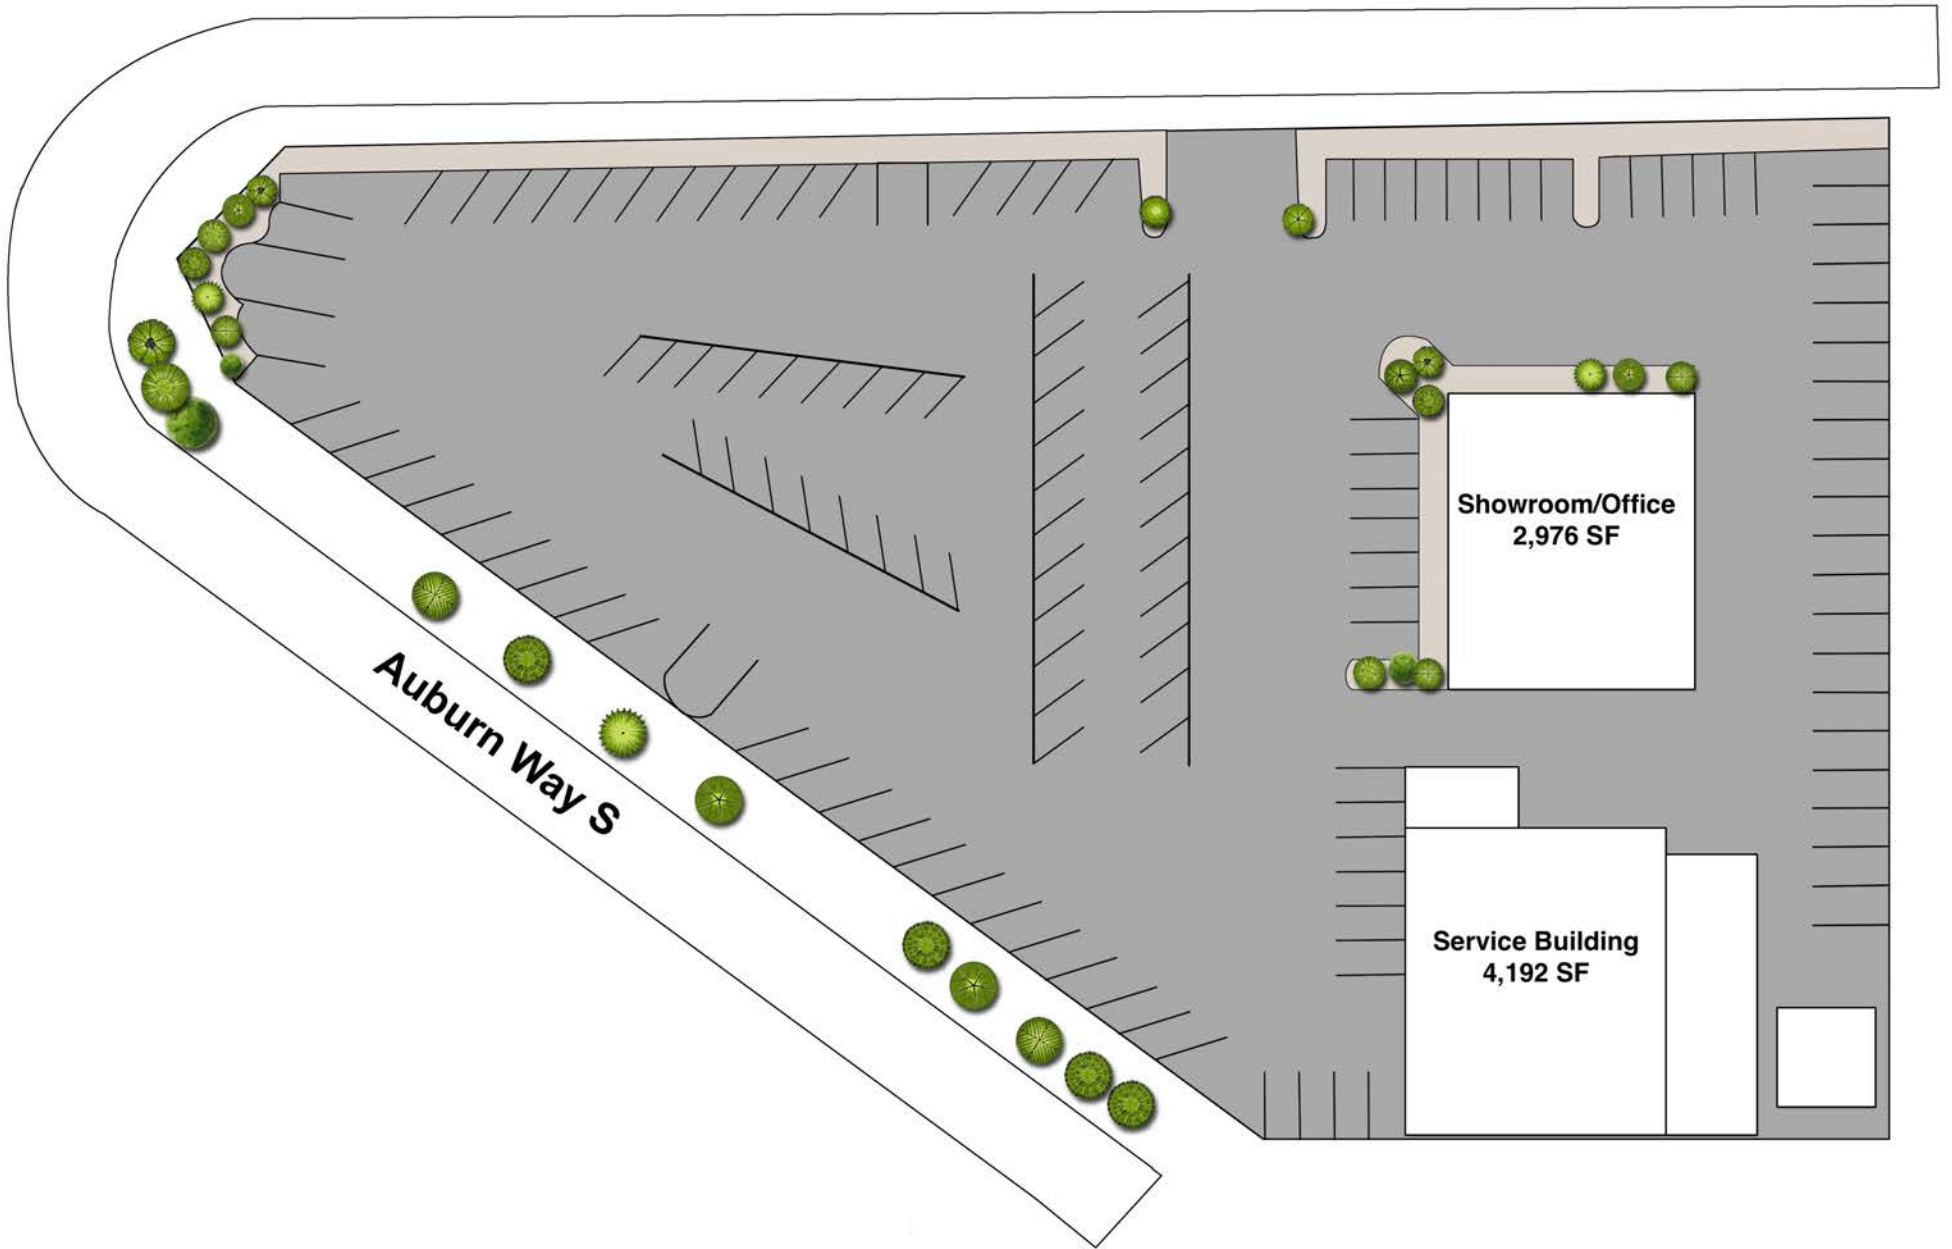 Showroom/Office
2,976 SF
Auburn Way S
Service Building
4,192 SF